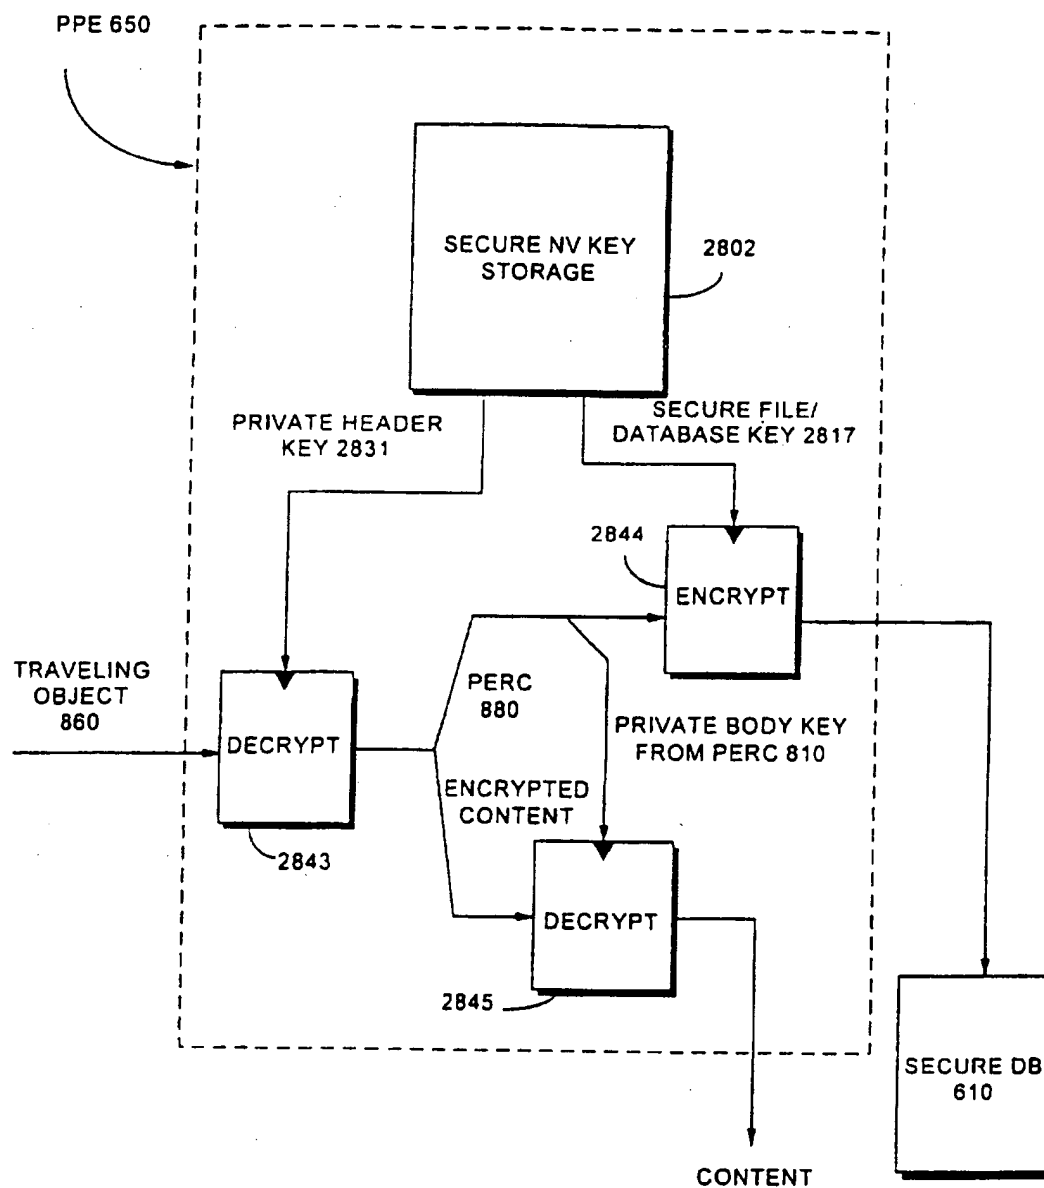 PPE 650
SECURE NV KEY
STORAGE
2802
PRIVATE HEADER
KEY 2831
SECURE FILE/
DATABASE KEY 2817
2844
ENCRYPT
TRAVELING
OBJECT
860
DECRYPT
PERC
880
PRIVATE BODY KEY
FROM PERC 810
ENCRYPTED
CONTENT
2843
DECRYPT
2845
SECURE DB
610
CONTENT